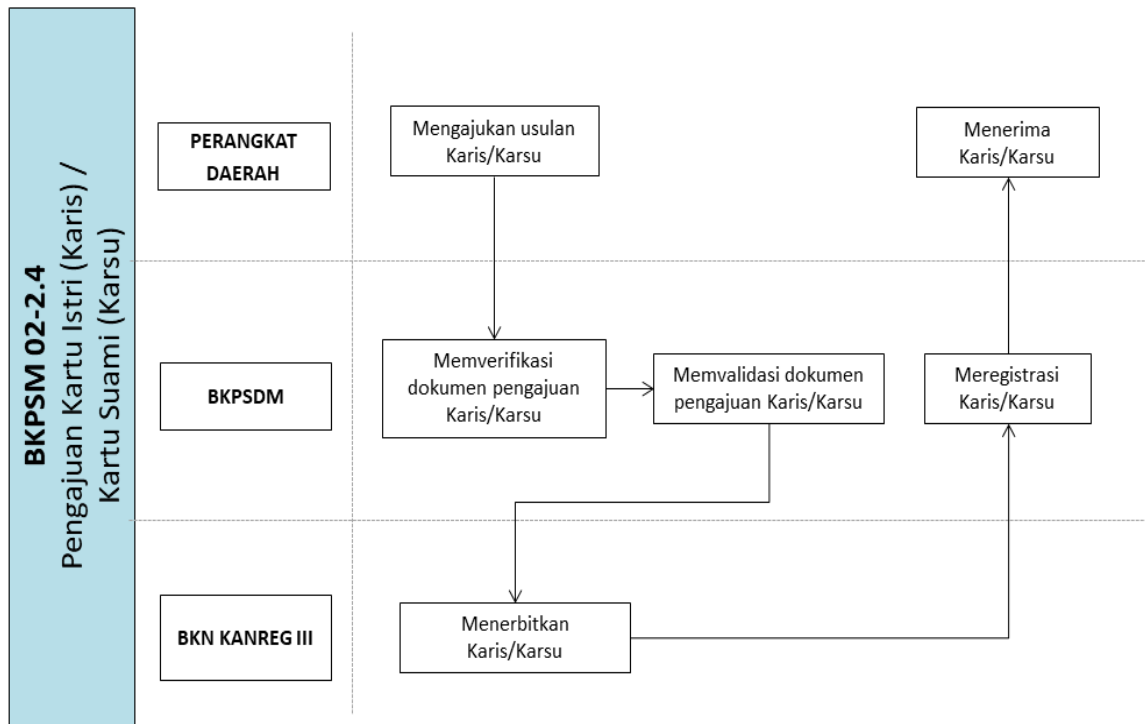 BKPSM 02-2.4
Pengajuan Kartu Istri (Karis) /
Kartu Suami (Karsu)
PERANGKAT
DAERAH
Mengajukan usulan
Karis/Karsu
Menerima
Karis/Karsu
BKPSDM
Memverifikasi
dokumen pengajuan
Karis/Karsu
Memvalidasi dokumen
pengajuan Karis/Karsu
Meregistrasi
Karis/Karsu
BKN KANREG III
Menerbitkan
Karis/Karsu